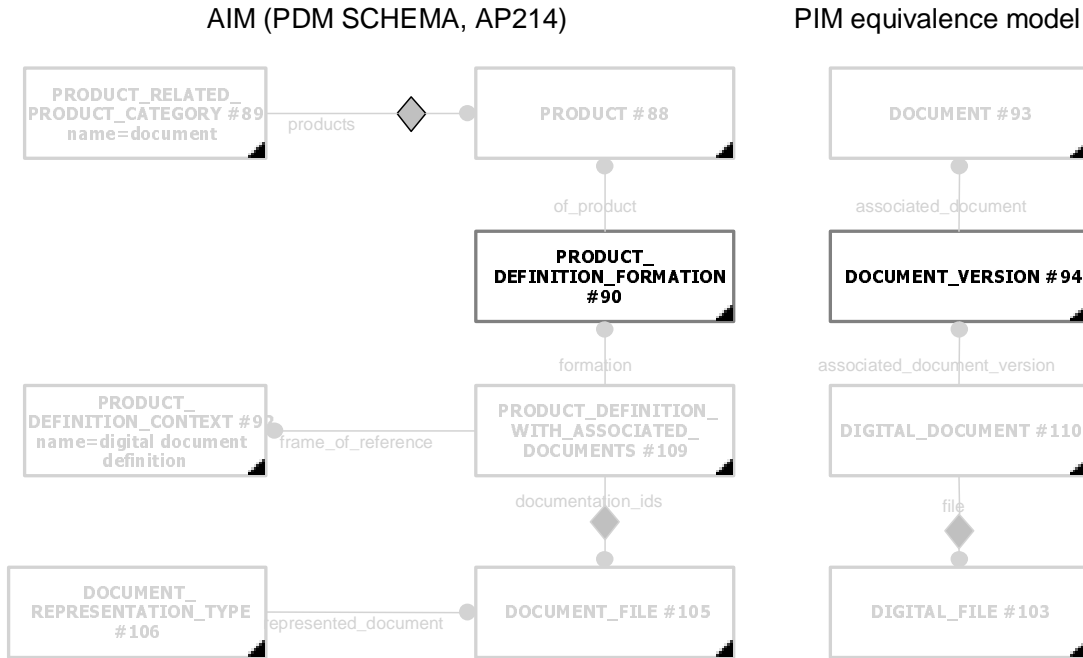 AIM (PDM SCHEMA, AP214)
PIM equivalence model
PRODUCT_RELATED_
PRODUCT_CATEGORY #89
name=document
products
PRODUCT #88
DOCUMENT #93
of_product
associated_document
PRODUCT_
DEFINITION_FORMATION
#90
DOCUMENT_VERSION #94
formation
associated_document_version
PRODUCT_
DEFINITION_CONTEXT #92
name=digital document
definition
frame_of_reference
PRODUCT_DEFINITION_
WITH_ASSOCIATED_
DOCUMENTS #109
DIGITAL_DOCUMENT #110
documentation_ids
file
DOCUMENT_
REPRESENTATION_TYPE
#106
represented_document
DOCUMENT_FILE #105
DIGITAL_FILE #103